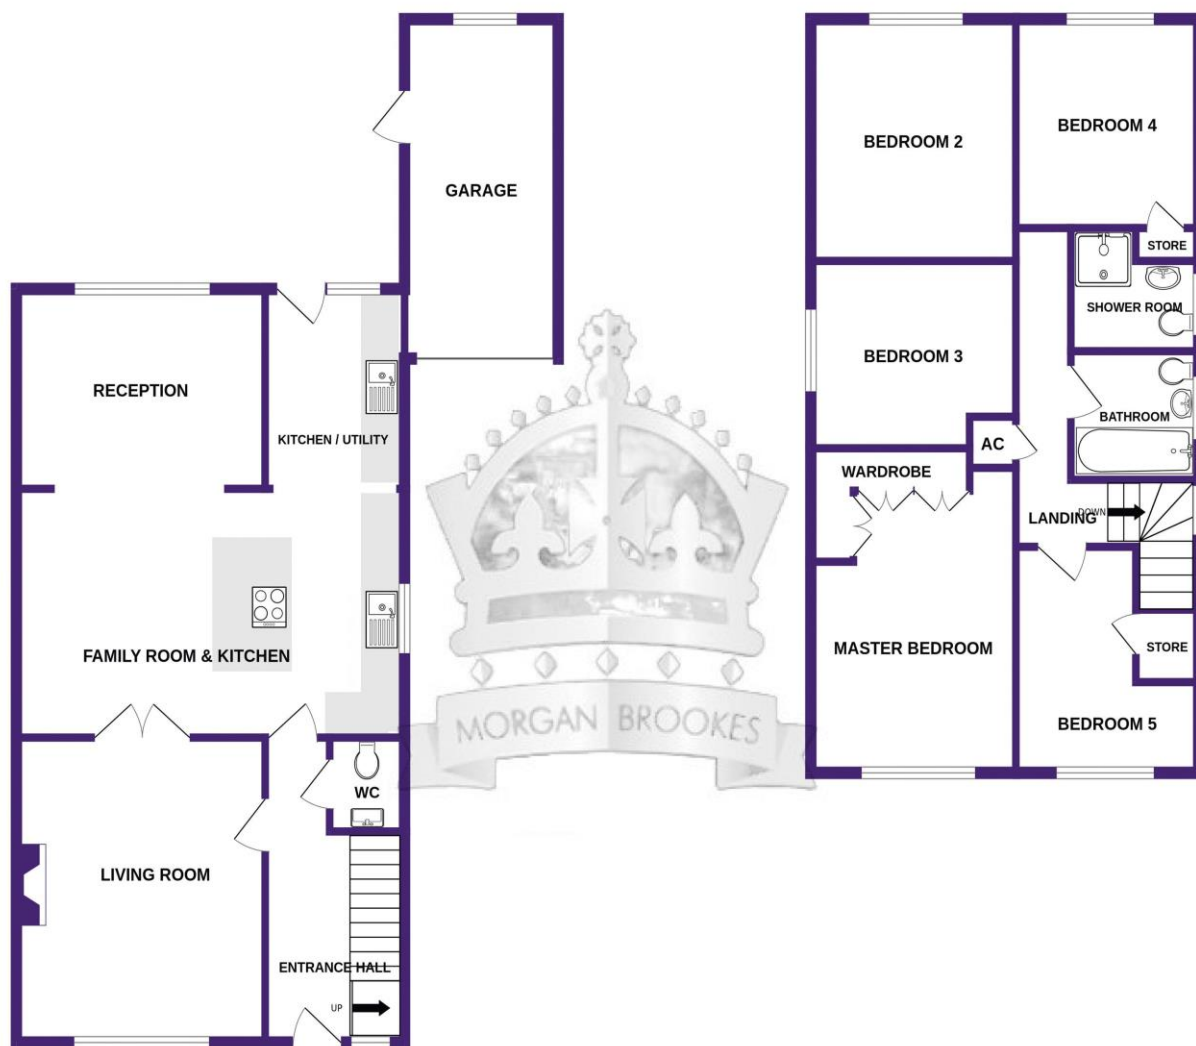 GARAGE
RECEPTION
KITCHEN / UTILITY
FAMILY ROOM & KITCHEN
WC
LIVING ROOM
ENTRANCE HALL
UP
MORGAN BROOKES
BEDROOM 2
BEDROOM 4
STORE
SHOWER ROOM
BEDROOM 3
BATHROOM
AC
WARDROBE
LANDING
DOWN
MASTER BEDROOM
STORE
BEDROOM 5